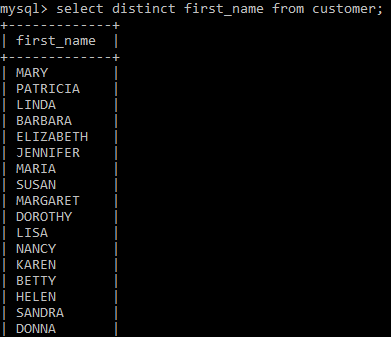 mysql> select distinct first_name from customer;
+-------------+
| first_name  |
+-------------+
| MARY        |
| PATRICIA    |
| LINDA       |
| BARBARA     |
| ELIZABETH   |
| JENNIFER    |
| MARIA       |
| SUSAN       |
| MARGARET    |
| DOROTHY     |
| LISA        |
| NANCY       |
| KAREN       |
| BETTY       |
| HELEN       |
| SANDRA      |
| DONNA       |